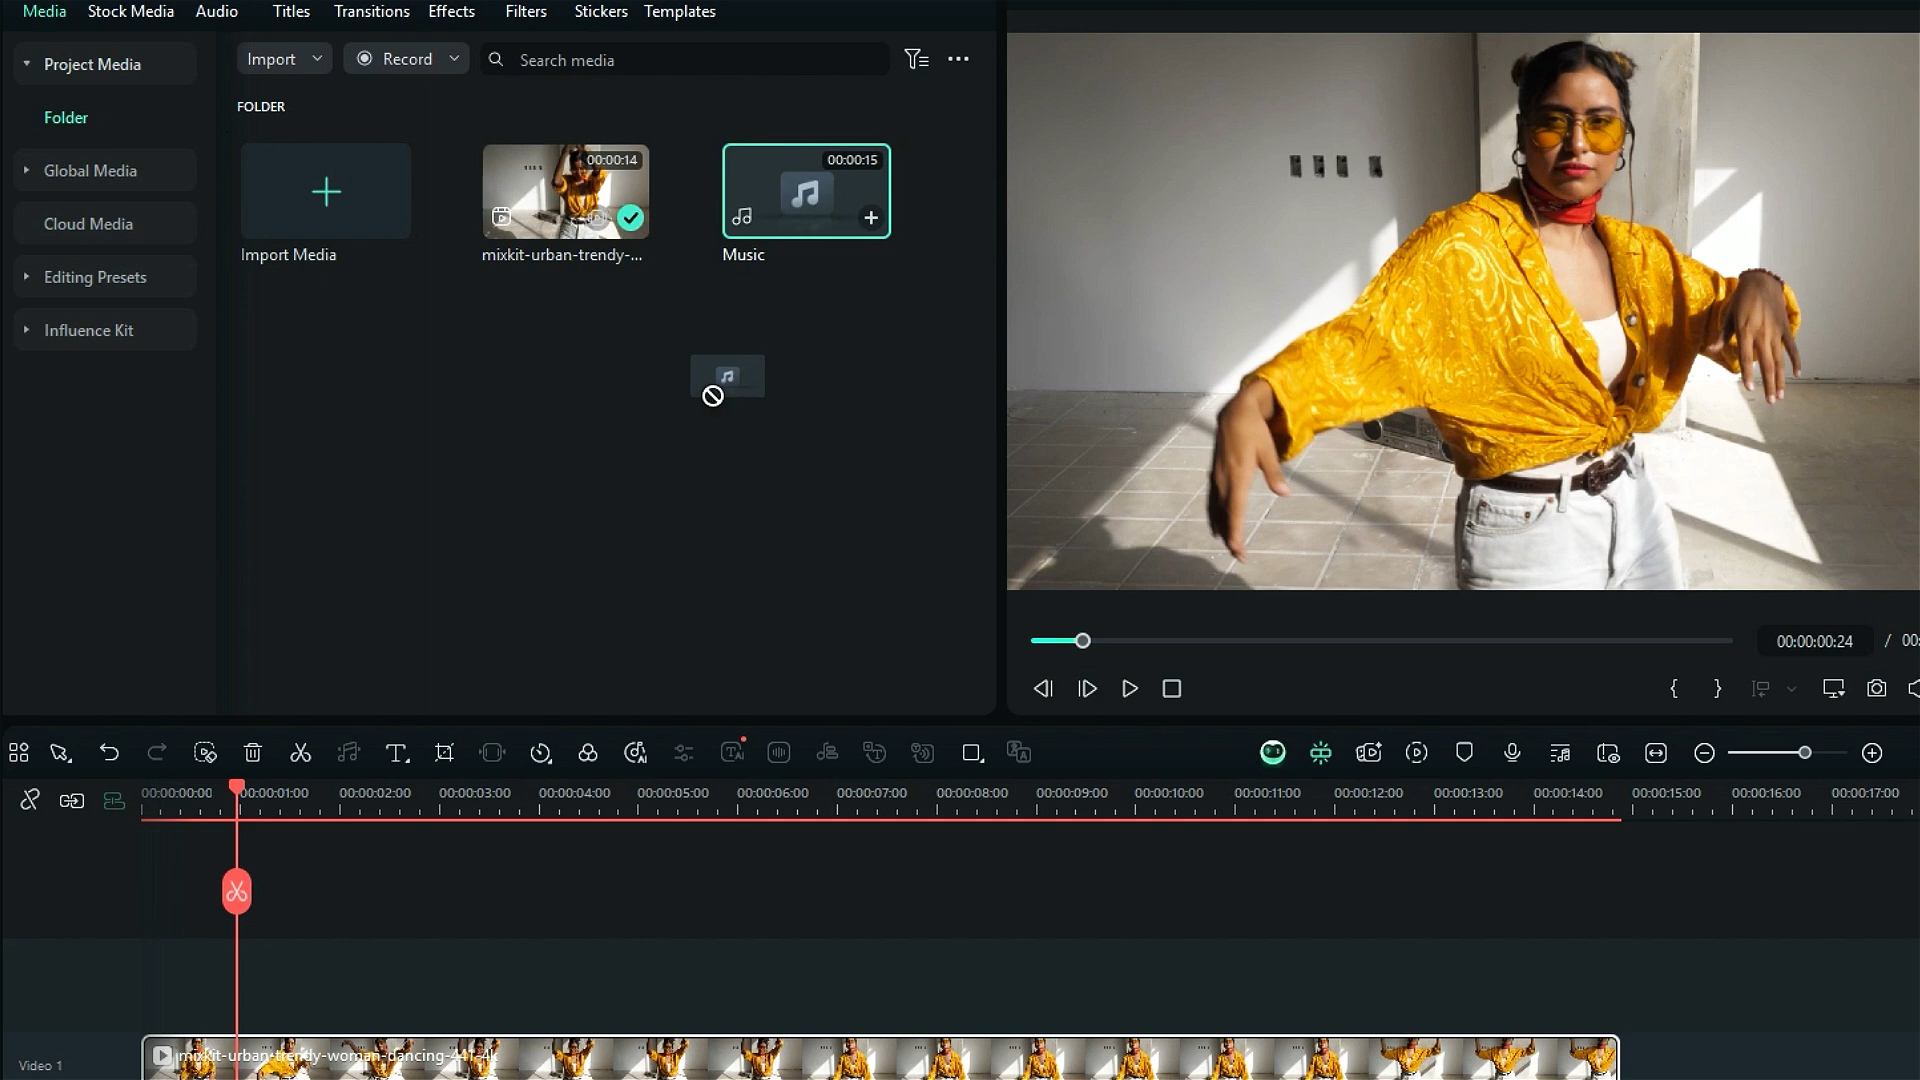 Media Stock Media Audio Titles Transitions Effects Filters Stickers Templates
Project Media
Import Record Search media
FOLDER
Folder
Global Media
Cloud Media
Editing Presets
Influence Kit
00:00:14 00:00:15
Import Media mixkit-urban-trendy-... Music
00:00:00:24 / 00:
00:00:00:00 00:00:01:00 00:00:02:00 00:00:03:00 00:00:04:00 00:00:05:00 00:00:06:00 00:00:07:00 00:00:08:00 00:00:09:00 00:00:10:00 00:00:11:00 00:00:12:00 00:00:13:00 00:00:14:00 00:00:15:00 00:00:16:00 00:00:17:00
mixkit-urban-trendy-woman-dancing-441-4k
Video 1